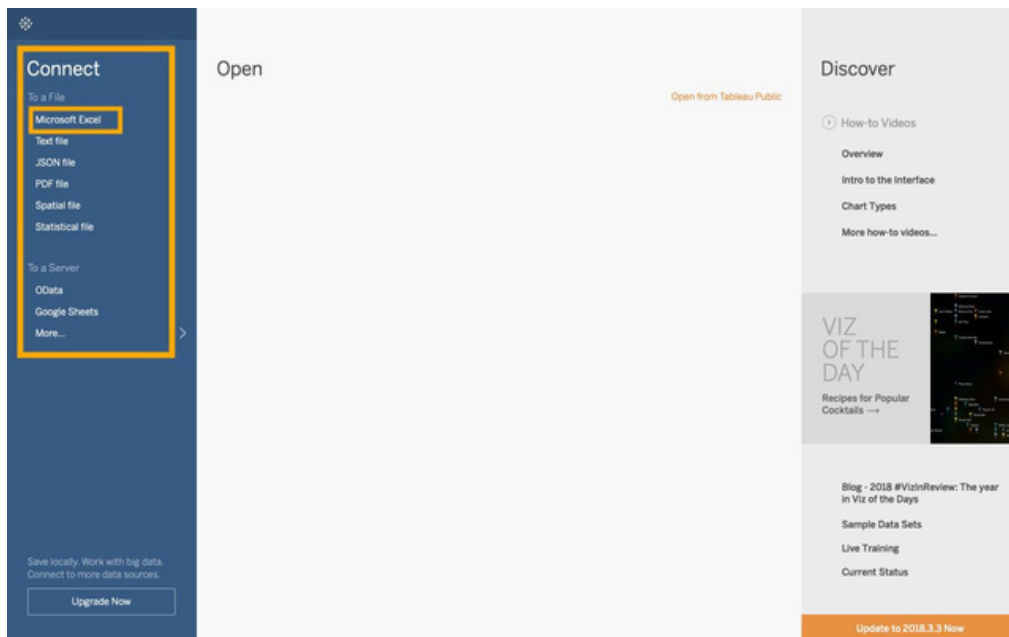 Connect
To a File
Microsoft Excel
Text file
JSON file
PDF file
Spatial file
Statistical file
To a Server
OData
Google Sheets
More...
Save locally. Work with big data.
Connect to more data sources.
Upgrade Now
Open
Open from Tableau Public
Discover
How-to Videos
Overview
Intro to the Interface
Chart Types
More how-to videos...
VIZ
OF THE
DAY
Recipes for Popular
Cocktails →
Blog - 2018 #VizInReview: The year
in Viz of the Days
Sample Data Sets
Live Training
Current Status
Update to 2018.3.3 Now